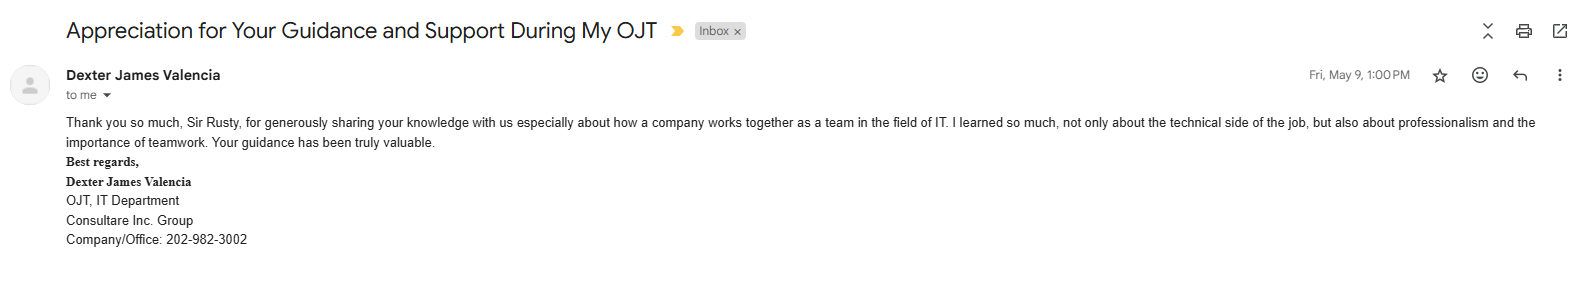 Appreciation for Your Guidance and Support During My OJT Inbox ×
Dexter James Valencia Fri, May 9, 1:00 PM
to me
Thank you so much, Sir Rusty, for generously sharing your knowledge with us especially about how a company works together as a team in the field of IT. I learned so much, not only about the technical side of the job, but also about professionalism and the
importance of teamwork. Your guidance has been truly valuable.
Best regards,
Dexter James Valencia
OJT, IT Department
Consultare Inc. Group
Company/Office: 202-982-3002